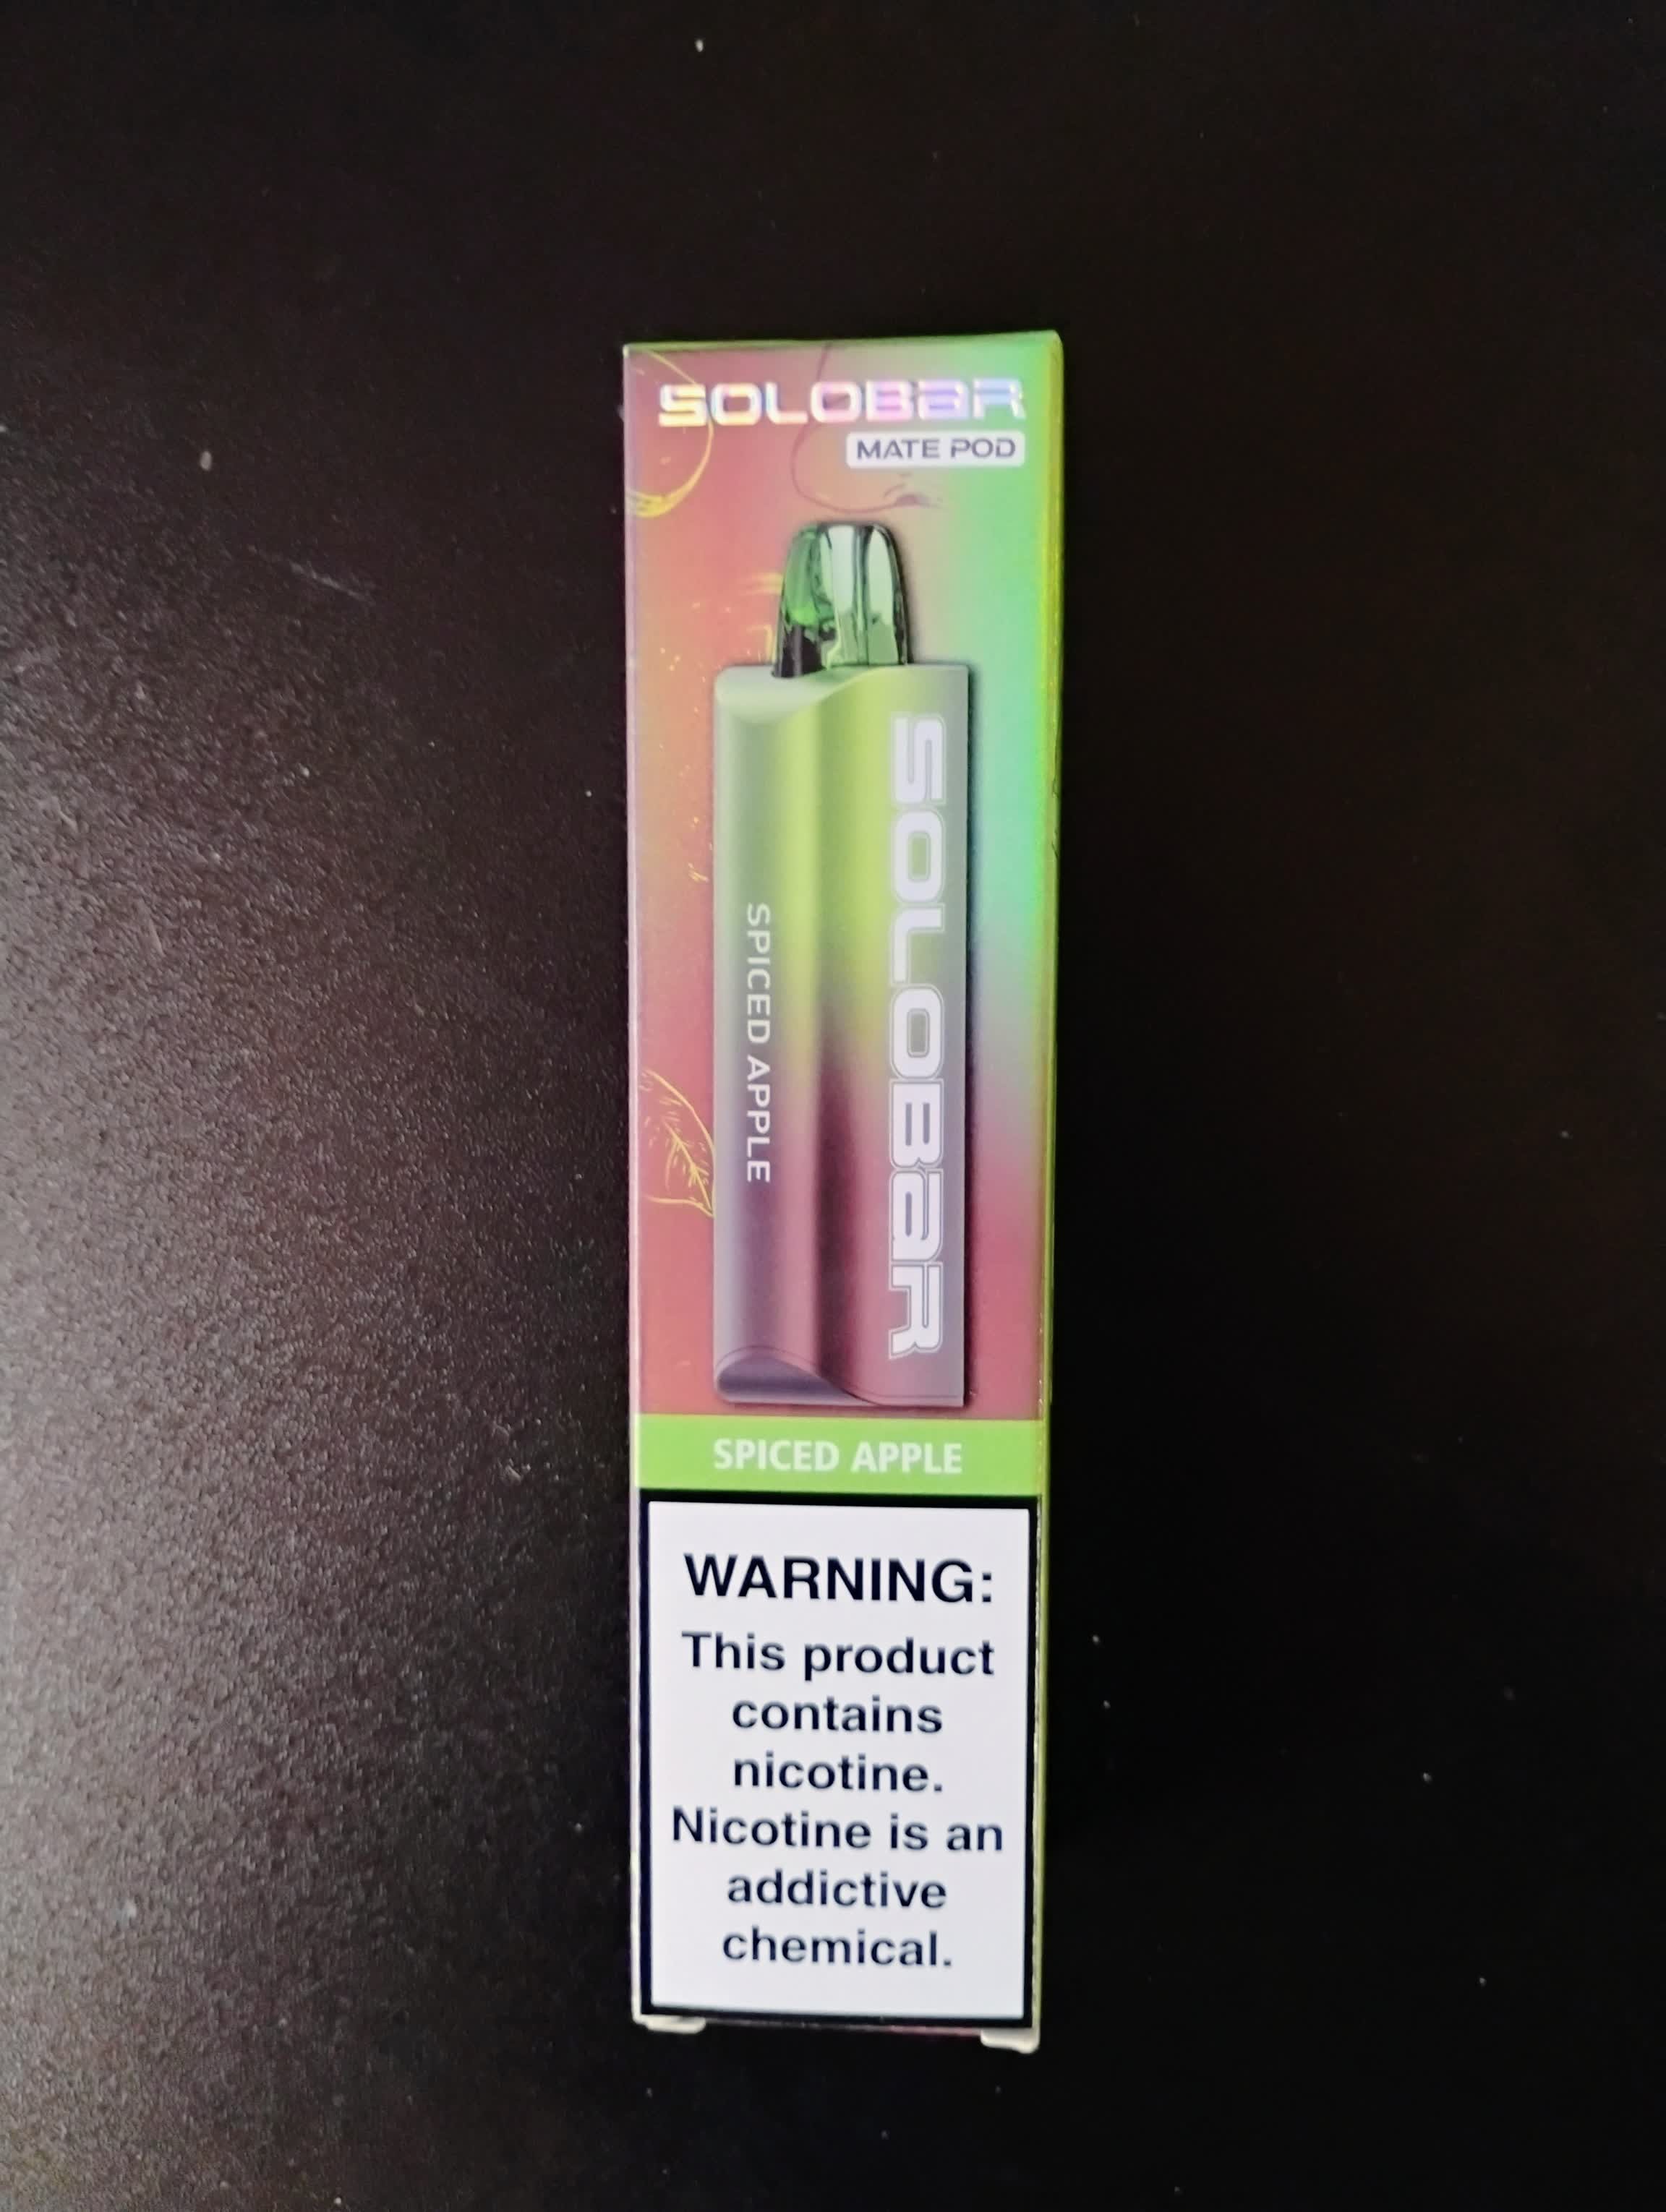 SOLOBaR
MATE POD
SOLOBaR
SPICED APPLE
SPICED APPLE
WARNING:
This product
contains
nicotine.
Nicotine is an
addictive
chemical.